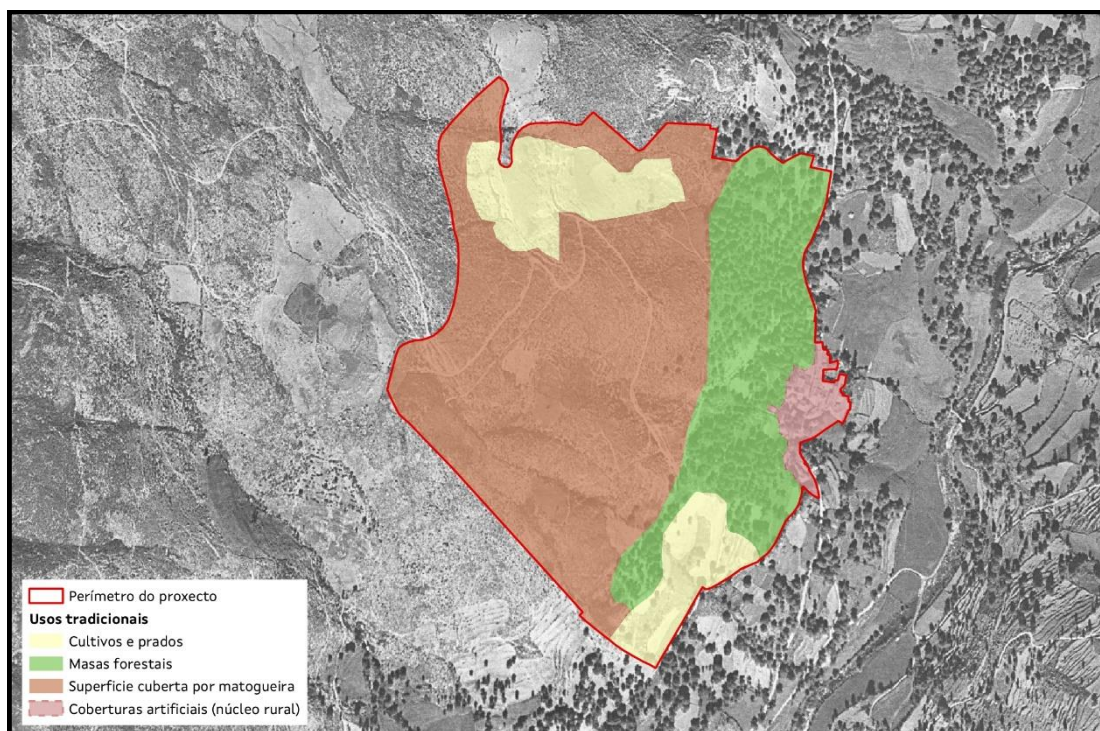 Perímetro do proxecto
Usos tradicionais
Cultivos e prados
Masas forestais
Superficie cuberta por matogueira
Coberturas artificiais (núcleo rural)